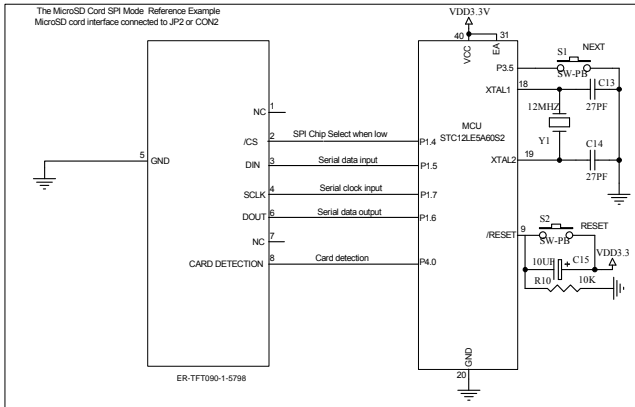 The MicroSD Cord SPI Mode Reference Example
MicroSD cord interface connected to JP2 or CON2
VDD3.3V
40
31
VCC
EA
S1
NEXT
P3.5
SW-PB
18
C13
XTAL1
12MHZ
27PF
1
NC
MCU
STC12LE5A60S2
Y1
2
/CS
SPI Chip Select when low
P1.4
C14
5
GND
3
DIN
Serial data input
P1.5
XTAL2
19
27PF
4
SCLK
Serial clock input
P1.7
6
DOUT
Serial data output
P1.6
S2
RESET
7
NC
9
/RESET
SW-PB
VDD3.3
8
CARD DETECTION
Card detection
P4.0
10UF
+
C15
R10
10K
GND
20
ER-TFT090-1-5798